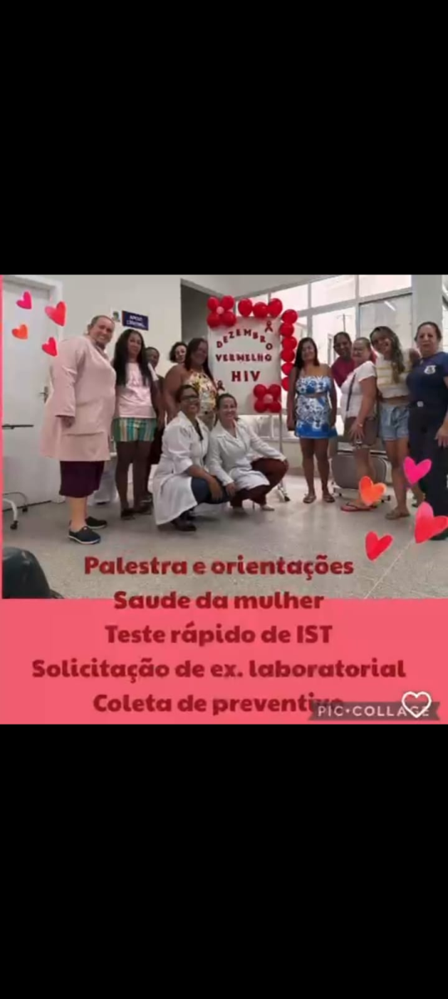 APOIO
DEZEMBRO
VERMELHO
HIV
Palestra e orientações
Saude da mulher
Teste rápido de IST
Solicitação de ex. laboratorial
Coleta de preventivo
PIC•COLLAGE